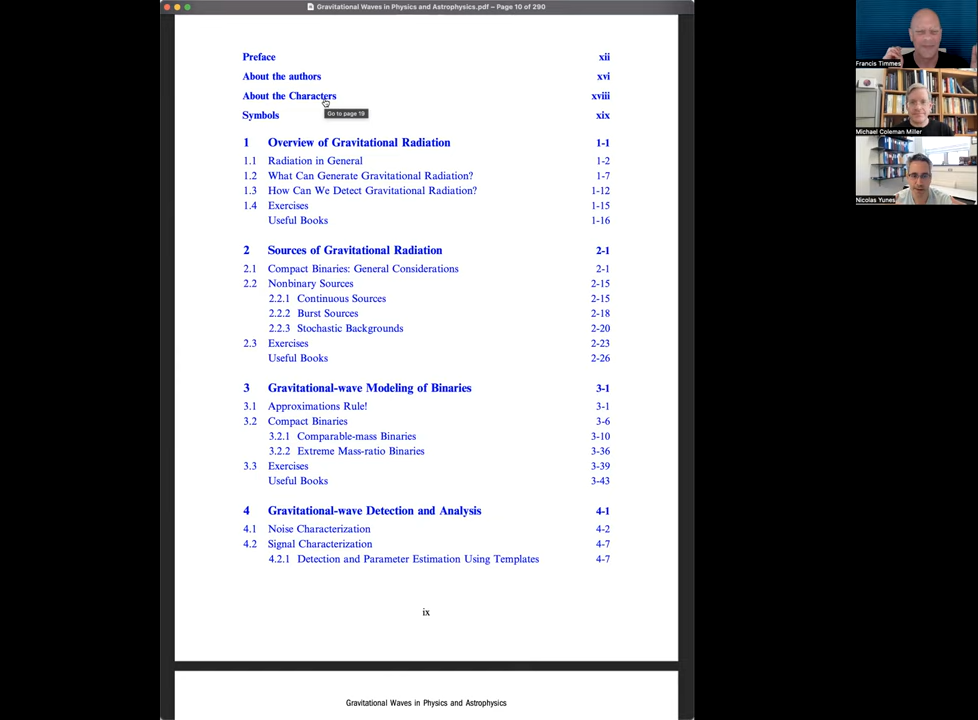 Gravitational Waves in Physics and Astrophysics.pdf – Page 10 of 290
Preface xii
About the authors xvi
About the Characters xviii
Go to page 19
Symbols xix
1 Overview of Gravitational Radiation 1-1
1.1 Radiation in General 1-2
1.2 What Can Generate Gravitational Radiation? 1-7
1.3 How Can We Detect Gravitational Radiation? 1-12
1.4 Exercises 1-15
Useful Books 1-16
2 Sources of Gravitational Radiation 2-1
2.1 Compact Binaries: General Considerations 2-1
2.2 Nonbinary Sources 2-15
2.2.1 Continuous Sources 2-15
2.2.2 Burst Sources 2-18
2.2.3 Stochastic Backgrounds 2-20
2.3 Exercises 2-23
Useful Books 2-26
3 Gravitational-wave Modeling of Binaries 3-1
3.1 Approximations Rule! 3-1
3.2 Compact Binaries 3-6
3.2.1 Comparable-mass Binaries 3-10
3.2.2 Extreme Mass-ratio Binaries 3-36
3.3 Exercises 3-39
Useful Books 3-43
4 Gravitational-wave Detection and Analysis 4-1
4.1 Noise Characterization 4-2
4.2 Signal Characterization 4-7
4.2.1 Detection and Parameter Estimation Using Templates 4-7
ix
Gravitational Waves in Physics and Astrophysics
Francis Timmes
Michael Coleman Miller
Nicolas Yunes